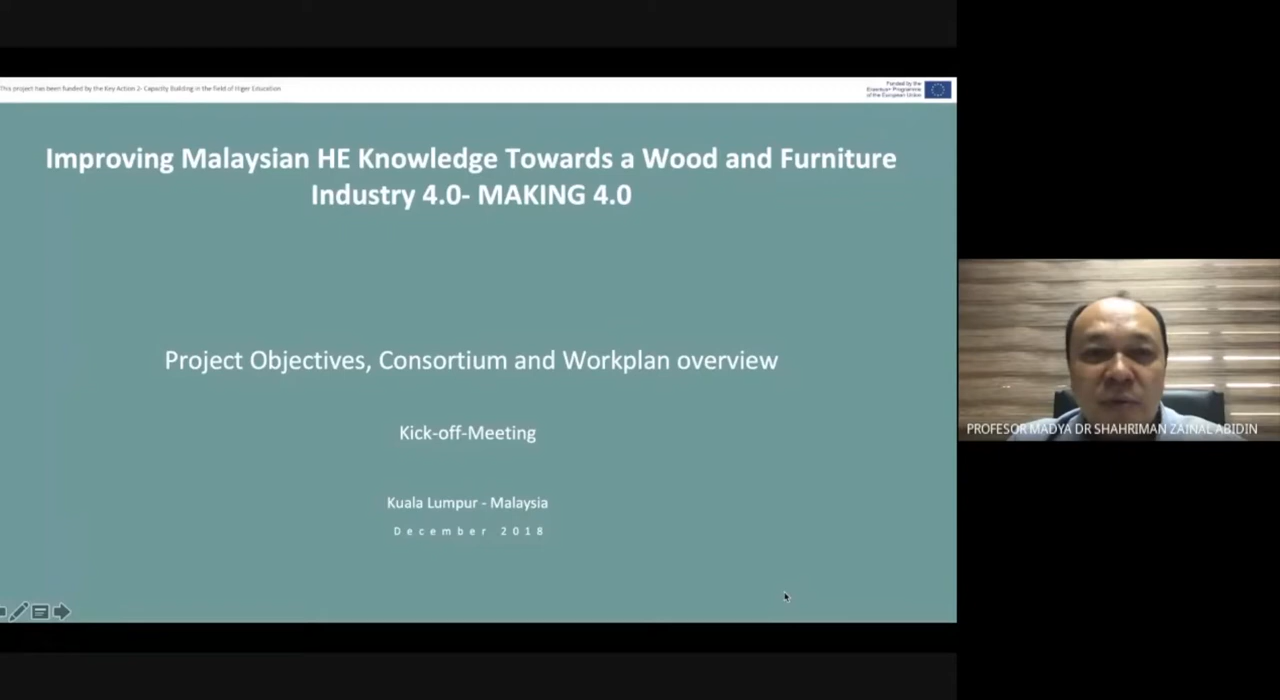 This project has been funded by the Key Action 2- Capacity Building in the field of Higer Education
Funded by the
Erasmus+ Programme
of the European Union
Improving Malaysian HE Knowledge Towards a Wood and Furniture
Industry 4.0- MAKING 4.0
Project Objectives, Consortium and Workplan overview
Kick-off-Meeting
Kuala Lumpur - Malaysia
December 2018
PROFESOR MADYA DR SHAHRIMAN ZAINAL ABIDIN